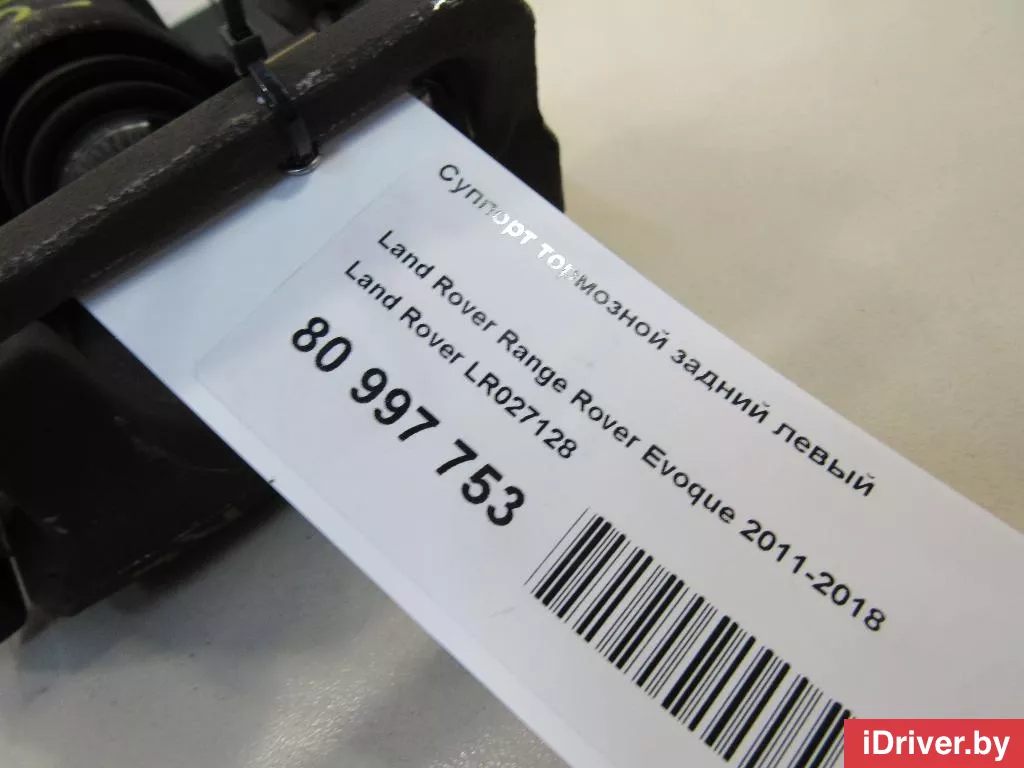 Суппорт тормозной задний левый
Land Rover Range Rover Evoque 2011-2018
Land Rover LR027128
80 997 753
iDriver.by